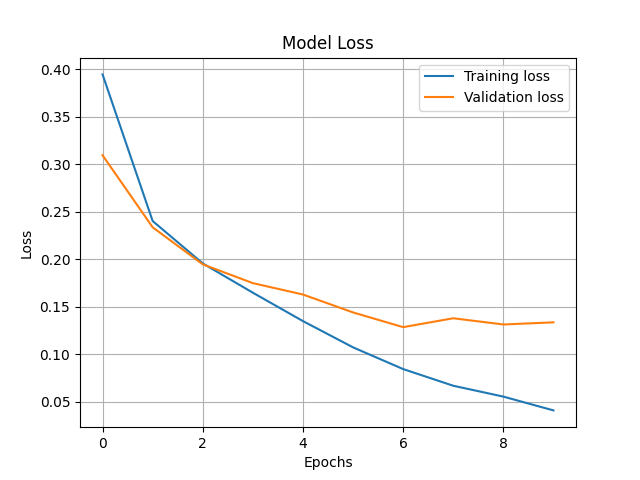 Model Loss
Training loss
Validation loss
0.40
0.35
0.30
0.25
0.20
0.15
0.10
0.05
Loss
0 2 4 6 8
Epochs